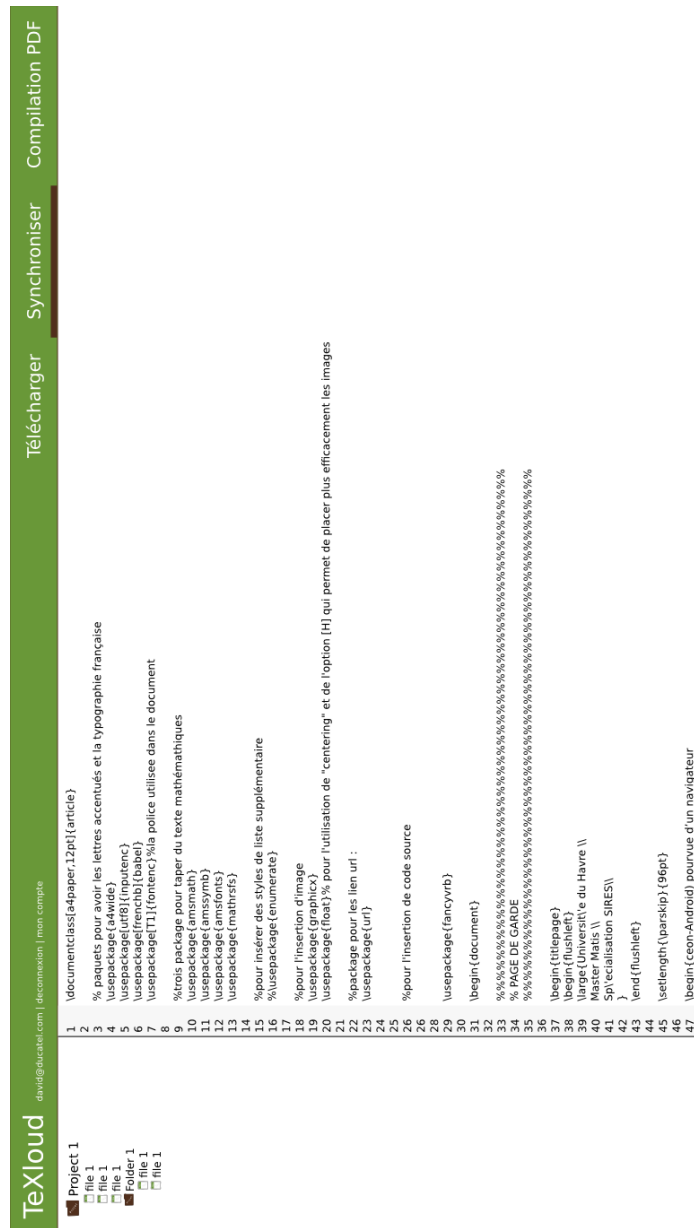 TeXloud david@ducatel.com | deconnexion | mon compte Télécharger Synchroniser Compilation PDF
Project 1
file 1
file 1
file 1
Folder 1
file 1
file 1
1 \documentclass[a4paper,12pt]{article}
2
3 % paquets pour avoir les lettres accentués et la typographie française
4 \usepackage{a4wide}
5 \usepackage[utf8]{inputenc}
6 \usepackage[frenchb]{babel}
7 \usepackage[T1]{fontenc}%la police utilisee dans le document
8
9 %trois package pour taper du texte mathémathiques
10 \usepackage{amsmath}
11 \usepackage{amssymb}
12 \usepackage{amsfonts}
13 \usepackage{mathrsfs}
14
15 %pour insérer des styles de liste supplémentaire
16 %\usepackage{enumerate}
17
18 %pour l'insertion d'image
19 \usepackage{graphicx}
20 \usepackage{float}% pour l'utilisation de "centering" et de l'option [H] qui permet de placer plus efficacement les images
21
22 %package pour les lien url :
23 \usepackage{url}
24
25
26 %pour l'insertion de code source
26
28
29 \usepackage{fancyvrb}
30
31 \begin{document}
32
33 %%%%%%%%%%%%%%%%%%%%%%%%%%%%%%%%%%%%%%%%%%%%%%%%
34 % PAGE DE GARDE
35 %%%%%%%%%%%%%%%%%%%%%%%%%%%%%%%%%%%%%%%%%%%%%%%%
36
37 \begin{titlepage}
38 \begin{flushleft}
39 \large{Universit\'e du Havre \\
40 Master Matis \\
41 Sp\'ecialisation SIRES\\
42 }
43 \end{flushleft}
44
45 \setlength{\parskip}{96pt}
46
47 \begin{ceon-Android) pourvue d'un navigateur